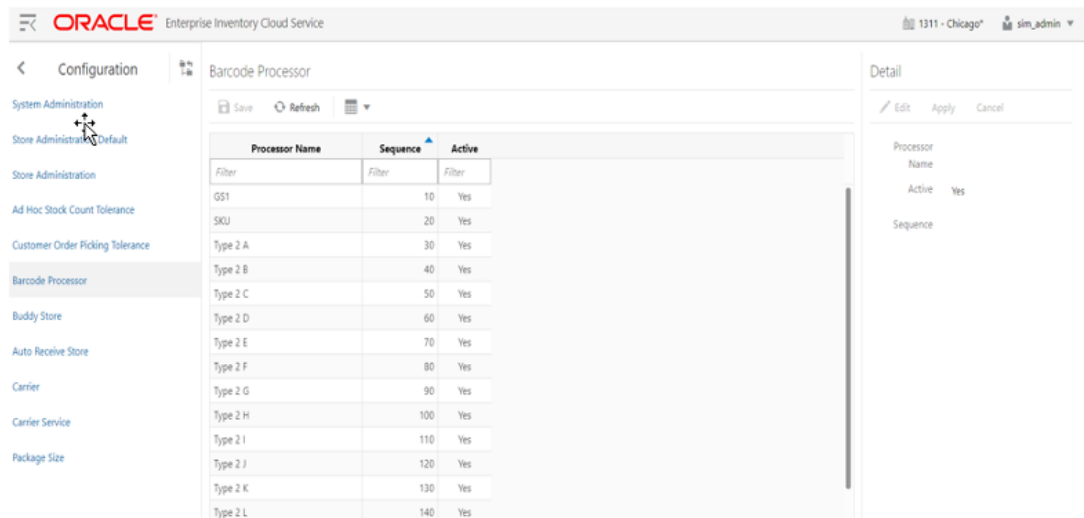 ORACLE® Enterprise Inventory Cloud Service
1311 - Chicago*
sim_admin
Configuration
System Administration
Store Administration Default
Store Administration
Ad Hoc Stock Count Tolerance
Customer Order Picking Tolerance
Barcode Processor
Buddy Store
Auto Receive Store
Carrier
Carrier Service
Package Size
Barcode Processor
Save Refresh
Processor Name Sequence Active
Filter Filter Filter
GS1 10 Yes
SKU 20 Yes
Type 2 A 30 Yes
Type 2 B 40 Yes
Type 2 C 50 Yes
Type 2 D 60 Yes
Type 2 E 70 Yes
Type 2 F 80 Yes
Type 2 G 90 Yes
Type 2 H 100 Yes
Type 2 I 110 Yes
Type 2 J 120 Yes
Type 2 K 130 Yes
Type 2 L 140 Yes
Detail
Edit Apply Cancel
Processor
Name
Active Yes
Sequence